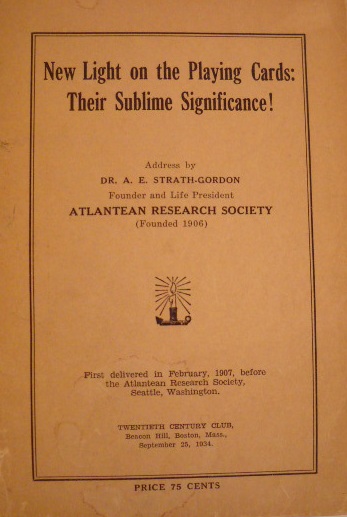 New Light on the Playing Cards:
Their Sublime Significance!
Address by
DR. A. E. STRATH-GORDON
Founder and Life President
ATLANTEAN RESEARCH SOCIETY
(Founded 1906)
First delivered in February, 1907, before
the Atlantean Research Society,
Seattle, Washington.
TWENTIETH CENTURY CLUB,
Beacon Hill, Boston, Mass.,
September 25, 1934.
PRICE 75 CENTS